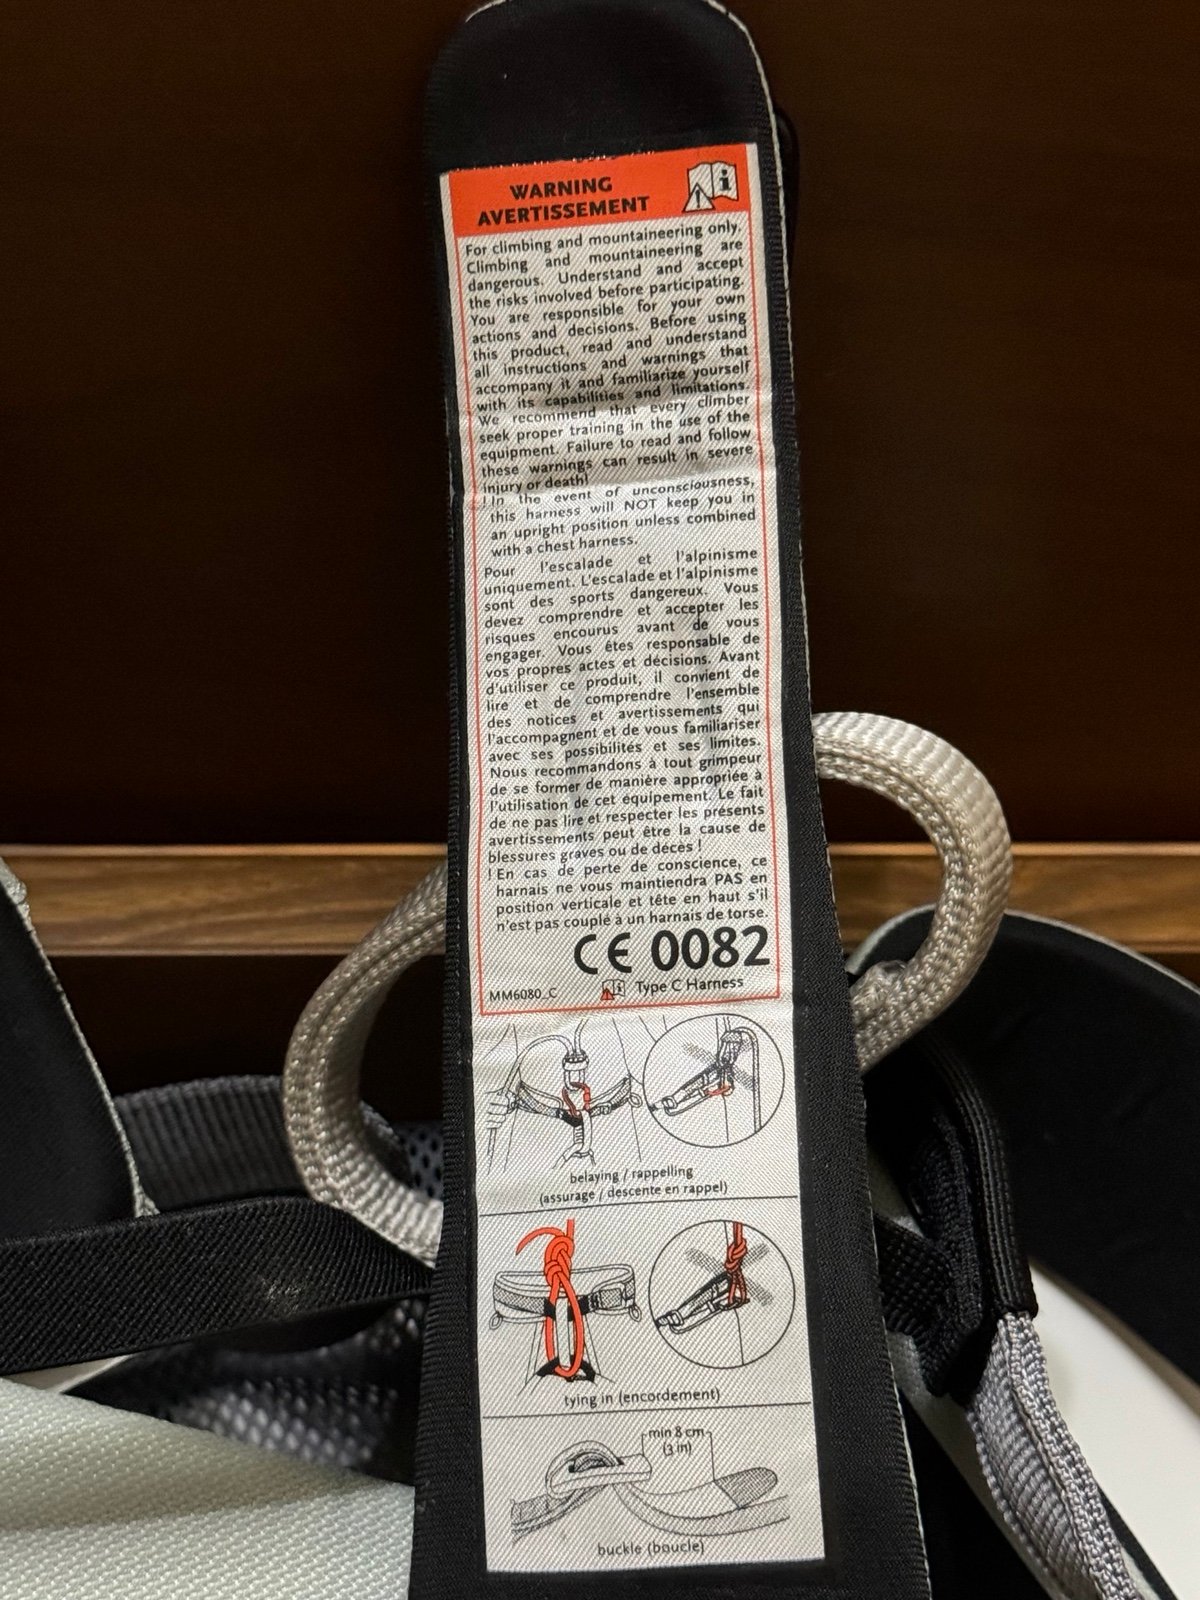 WARNING
AVERTISSEMENT
For climbing and mountaineering only.
Climbing and mountaineering are
dangerous. Understand and accept
the risks involved before participating.
You are responsible for your own
actions and decisions. Before using
this product, read and understand
all instructions and warnings that
accompany it and familiarize yourself
with its capabilities and limitations.
We recommend that every climber
seek proper training in the use of the
equipment. Failure to read and follow
these warnings can result in severe
injury or death!
! In the event of unconsciousness,
this harness will NOT keep you in
an upright position unless combined
with a chest harness.
Pour l'escalade et l'alpinisme
uniquement. L'escalade et l'alpinisme
sont des sports dangereux. Vous
devez comprendre et accepter les
risques encourus avant de vous
engager. Vous êtes responsable de
vos propres actes et décisions. Avant
d'utiliser ce produit, il convient de
lire et de comprendre l'ensemble
des notices et avertissements qui
l'accompagnent et de vous familiariser
avec ses possibilités et ses limites.
Nous recommandons à tout grimpeur
de se former de manière appropriée à
l'utilisation de cet équipement. Le fait
de ne pas lire et respecter les présents
avertissements peut être la cause de
blessures graves ou de décès !
! En cas de perte de conscience, ce
harnais ne vous maintiendra PAS en
position verticale et tête en haut s'il
n'est pas couplé à un harnais de torse.
CE 0082
MM6080_C Type C Harness
belaying / rappelling
(assurage / descente en rappel)
tying in (encordement)
min 8 cm
(3 in)
buckle (boucle)